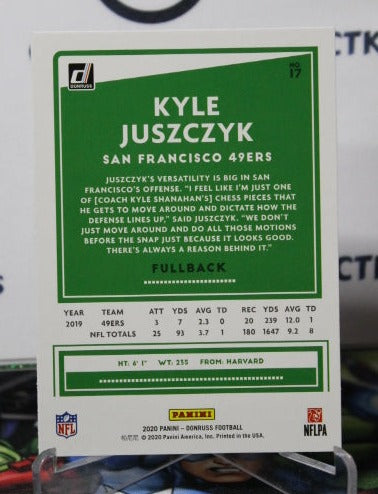 CTK
DONRUSS
NO.
17
KYLE
JUSZCZYK
SAN FRANCISCO 49ERS
JUSZCZYK'S VERSATILITY IS BIG IN
SAN FRANCISCO'S OFFENSE. "I FEEL LIKE I'M JUST ONE
OF [COACH KYLE SHANAHAN'S] CHESS PIECES THAT
HE GETS TO MOVE AROUND AND DICTATE HOW THE
DEFENSE LINES UP," SAID JUSZCZYK. "WE DON'T
JUST MOVE AROUND AND DO ALL THOSE MOTIONS
BEFORE THE SNAP JUST BECAUSE IT LOOKS GOOD.
THERE'S ALWAYS A REASON BEHIND IT."
FULLBACK
YEAR TEAM ATT YDS AVG TD REC YDS AVG TD
2019 49ERS 3 7 2.3 0 20 239 12.0 1
NFL TOTALS 25 93 3.7 1 180 1647 9.2 8
HT: 6' 1" WT: 235 FROM: HARVARD
NFL
PANINI
NFLPA
2020 PANINI – DONRUSS FOOTBALL
© 2020 Panini America, Inc. Printed in the USA.